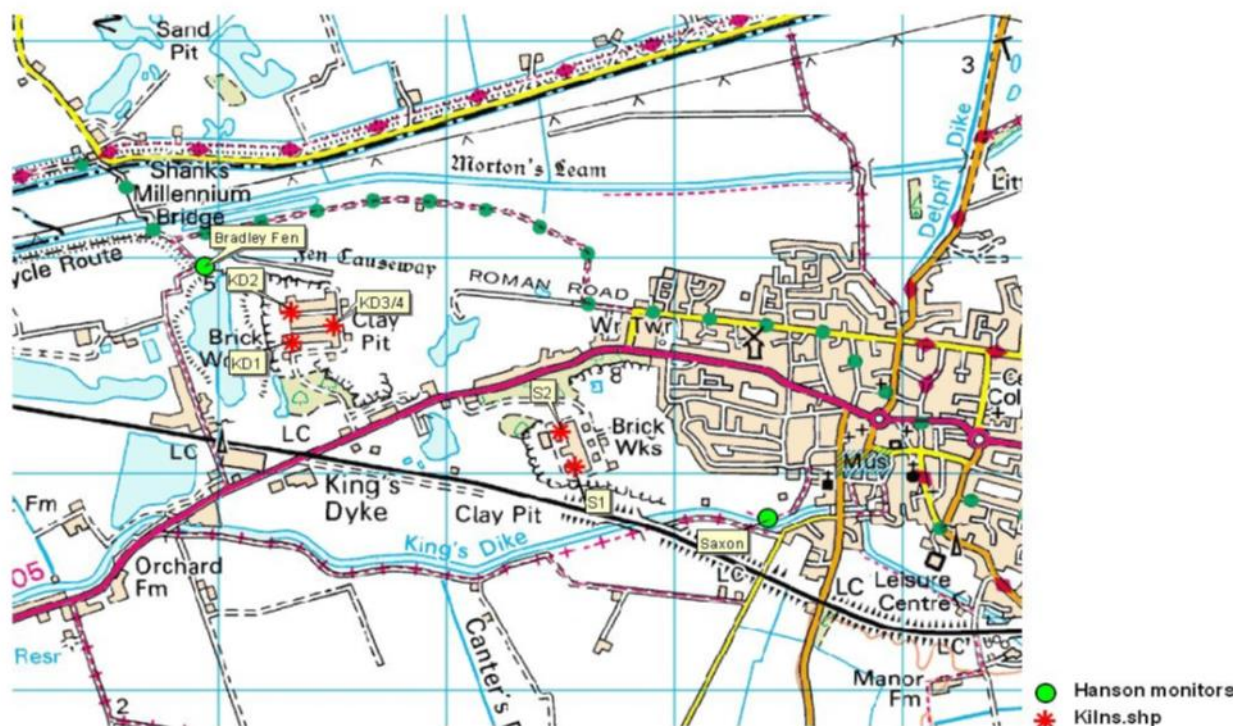 Sand
Pit
3
Dike
Delph
Morton's Leam
Shanks
Millennium
Bridge
Bradley Fen
ycle Route
Fen Causeway
5
KD2
KD3/4
ROMAN ROAD
Clay
Pit
Brick
KD1
Wr Twr
8
S2
Brick
Wks
LC
LC
Mus
King's
Dyke
Clay Pit
S1
Saxon
King's Dike
Fm
05
Orchard
Fm
LC
LC
Leisure
Centre
LC
Resr
Canter's
Manor
Fm
2
Hanson monitors
Kilns.shp